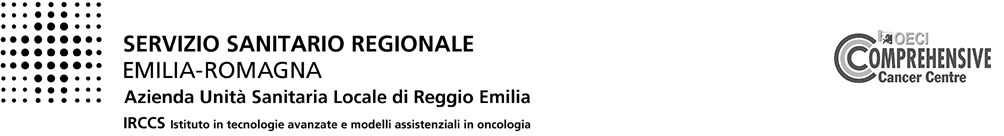 SERVIZIO SANITARIO REGIONALE
EMILIA-ROMAGNA
Azienda Unità Sanitaria Locale di Reggio Emilia
IRCCS Istituto in tecnologie avanzate e modelli assistenziali in oncologia
OECI
COMPREHENSIVE
Cancer Centre